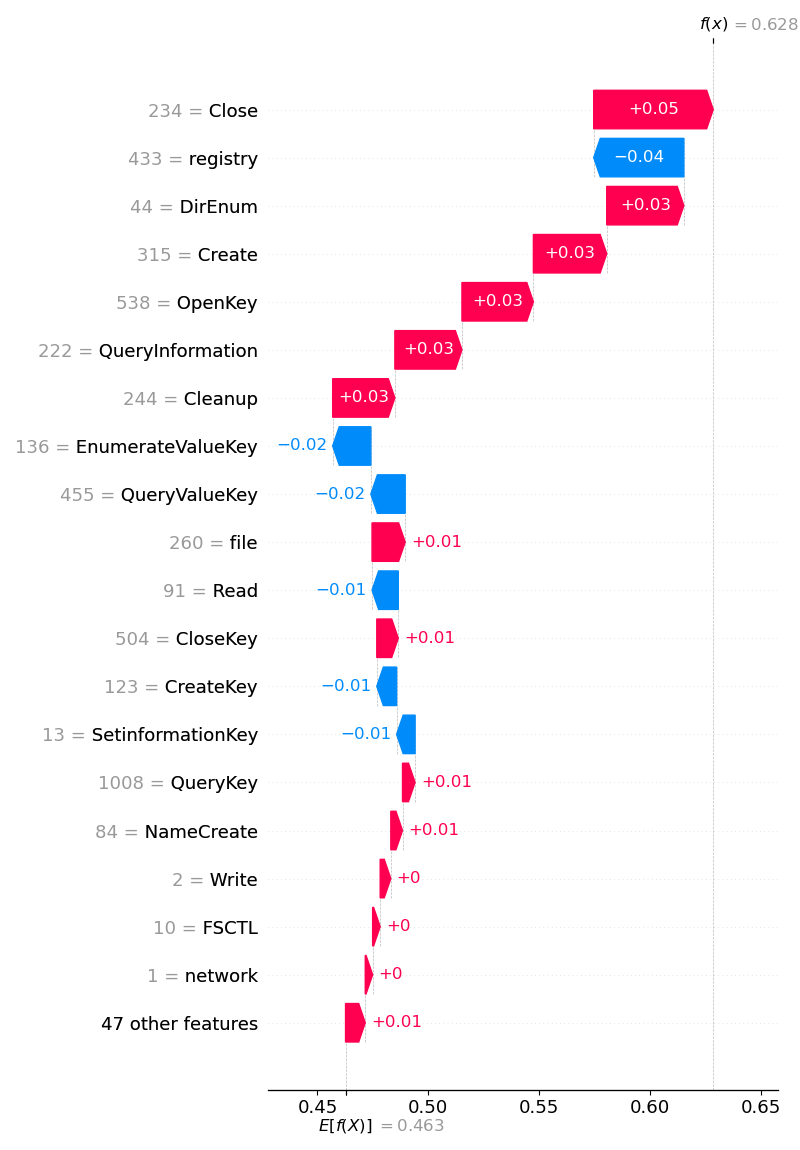 f(x) = 0.628
234 = Close +0.05
433 = registry −0.04
44 = DirEnum +0.03
315 = Create +0.03
538 = OpenKey +0.03
222 = QueryInformation +0.03
244 = Cleanup +0.03
136 = EnumerateValueKey −0.02
455 = QueryValueKey −0.02
260 = file +0.01
91 = Read −0.01
504 = CloseKey +0.01
123 = CreateKey −0.01
13 = SetinformationKey −0.01
1008 = QueryKey +0.01
84 = NameCreate +0.01
2 = Write +0
10 = FSCTL +0
1 = network +0
47 other features +0.01
0.45 0.50 0.55 0.60 0.65
E[f(X)] = 0.463